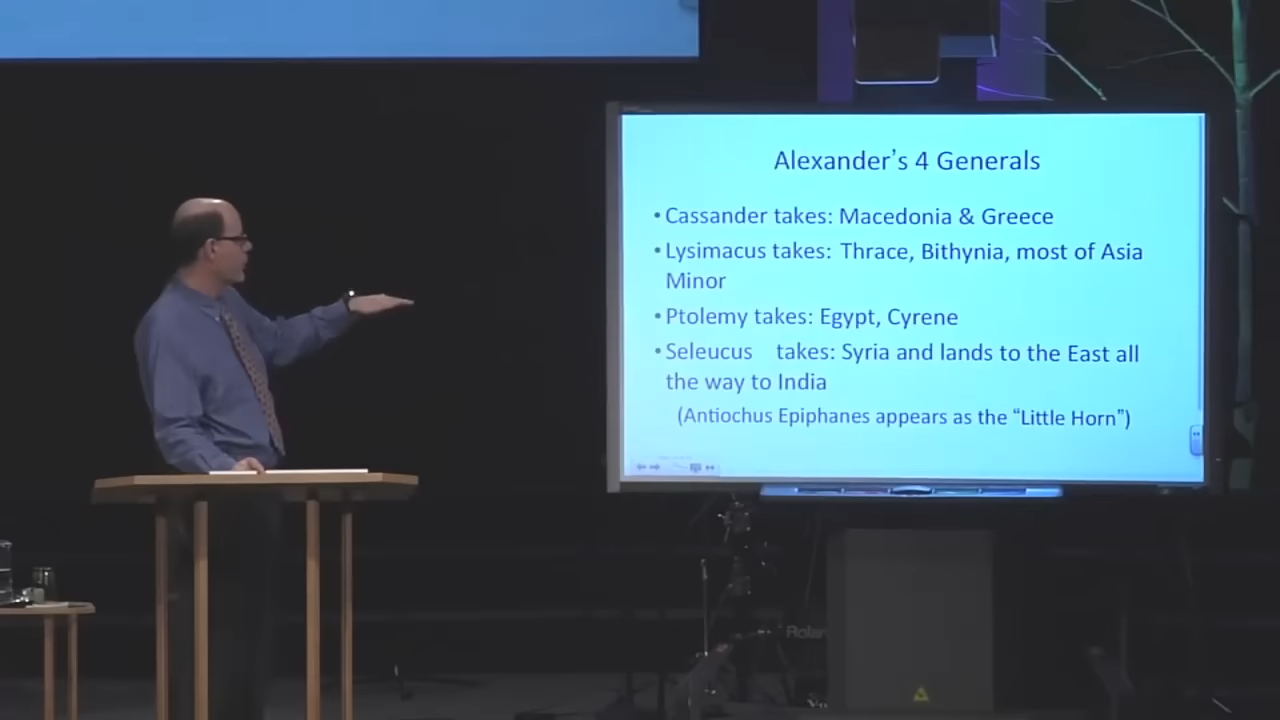 Alexander's 4 Generals
• Cassander takes: Macedonia & Greece
• Lysimacus takes: Thrace, Bithynia, most of Asia
Minor
• Ptolemy takes: Egypt, Cyrene
• Seleucus takes: Syria and lands to the East all
the way to India
(Antiochus Epiphanes appears as the “Little Horn”)
Roland